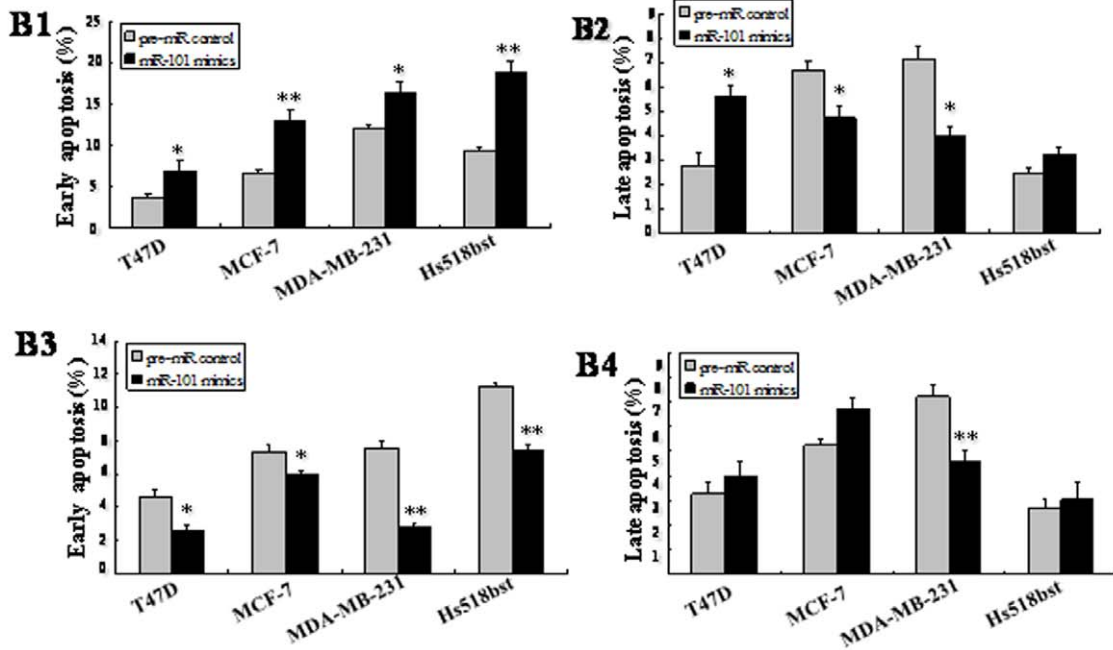 B1
Early apoptosis (%)
25
20
15
10
5
0
pre-miR control
miR-101 mimics
*
**
*
**
T47D
MCF-7
MDA-MB-231
Hs518bst
B2
Late apoptosis (%)
8
7
6
5
4
3
2
1
0
pre-miR control
miR-101 mimics
*
*
*
T47D
MCF-7
MDA-MB-231
Hs518bst
B3
Early apoptosis (%)
14
12
10
8
6
4
2
0
pre-miR control
miR-101 mimics
*
*
**
**
T47D
MCF-7
MDA-MB-231
Hs518bst
B4
Late apoptosis (%)
7
6
5
4
3
2
1
pre-miR control
miR-101 mimics
**
T47D
MCF-7
MDA-MB-231
Hs518bst